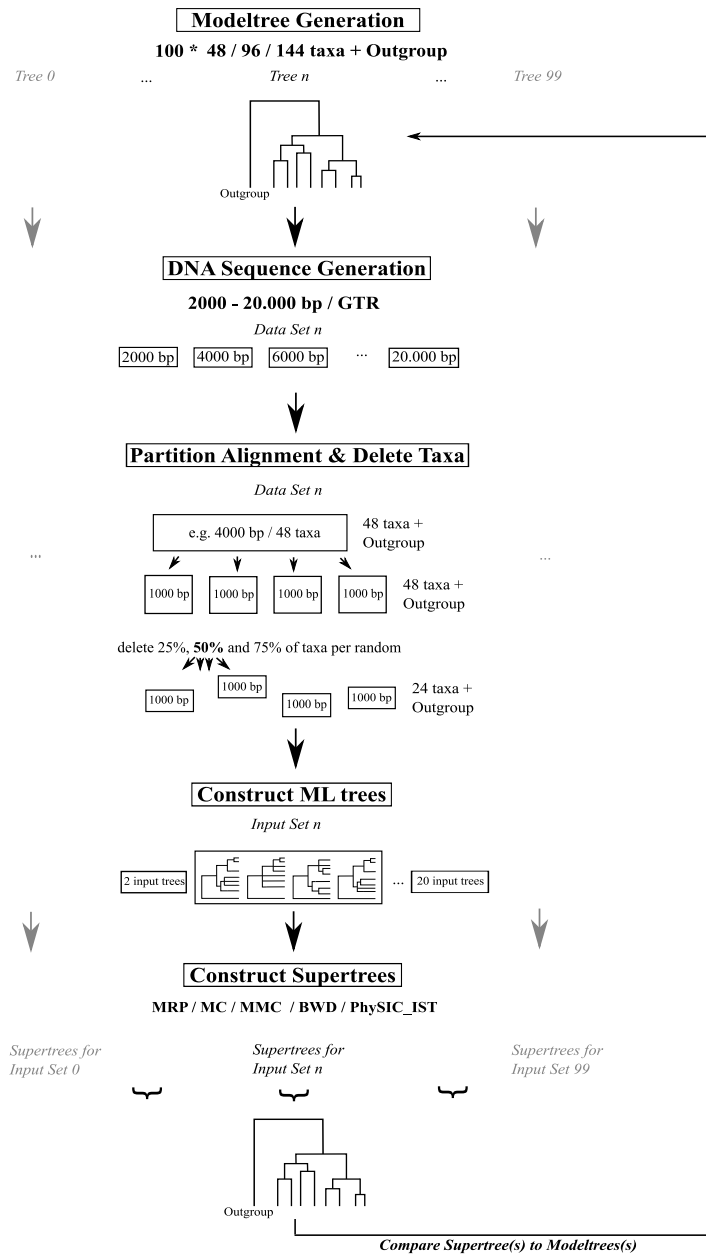 Modeltree Generation
100 * 48 / 96 / 144 taxa + Outgroup
Tree 0 ... Tree n ... Tree 99
Outgroup
DNA Sequence Generation
2000 - 20.000 bp / GTR
Data Set n
2000 bp 4000 bp 6000 bp ... 20.000 bp
Partition Alignment & Delete Taxa
Data Set n
e.g. 4000 bp / 48 taxa
48 taxa +
Outgroup
... ...
1000 bp 1000 bp 1000 bp 1000 bp
48 taxa +
Outgroup
delete 25%, 50% and 75% of taxa per random
1000 bp 1000 bp 1000 bp 1000 bp
24 taxa +
Outgroup
Construct ML trees
Input Set n
2 input trees ... 20 input trees
Construct Supertrees
MRP / MC / MMC / BWD / PhySIC_IST
Supertrees for
Input Set 0
Supertrees for
Input Set n
Supertrees for
Input Set 99
Outgroup
Compare Supertree(s) to Modeltrees(s)